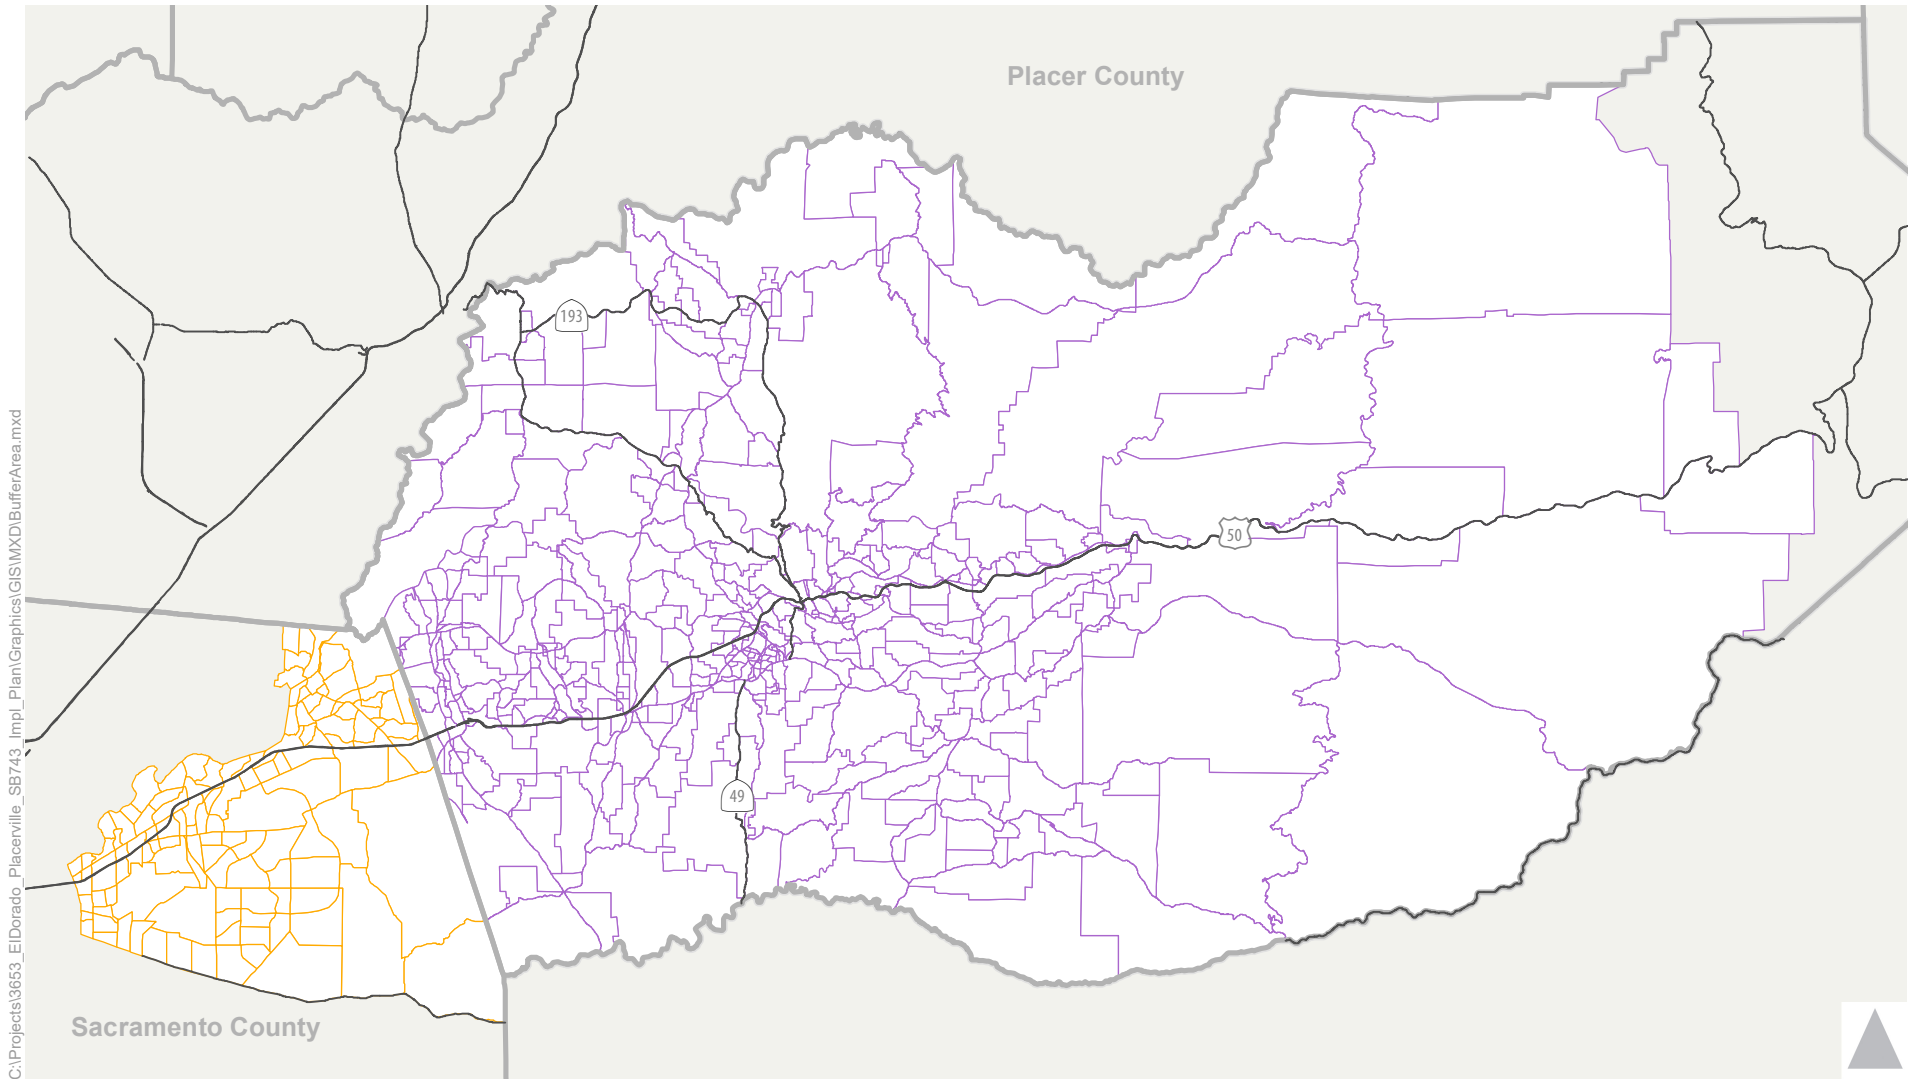 Placer County
193
50
49
Sacramento County
C:\Projects\3653_ElDorado_Placerville_SB743_Impl_Plan\Graphics\GIS\MXD\BufferArea.mxd